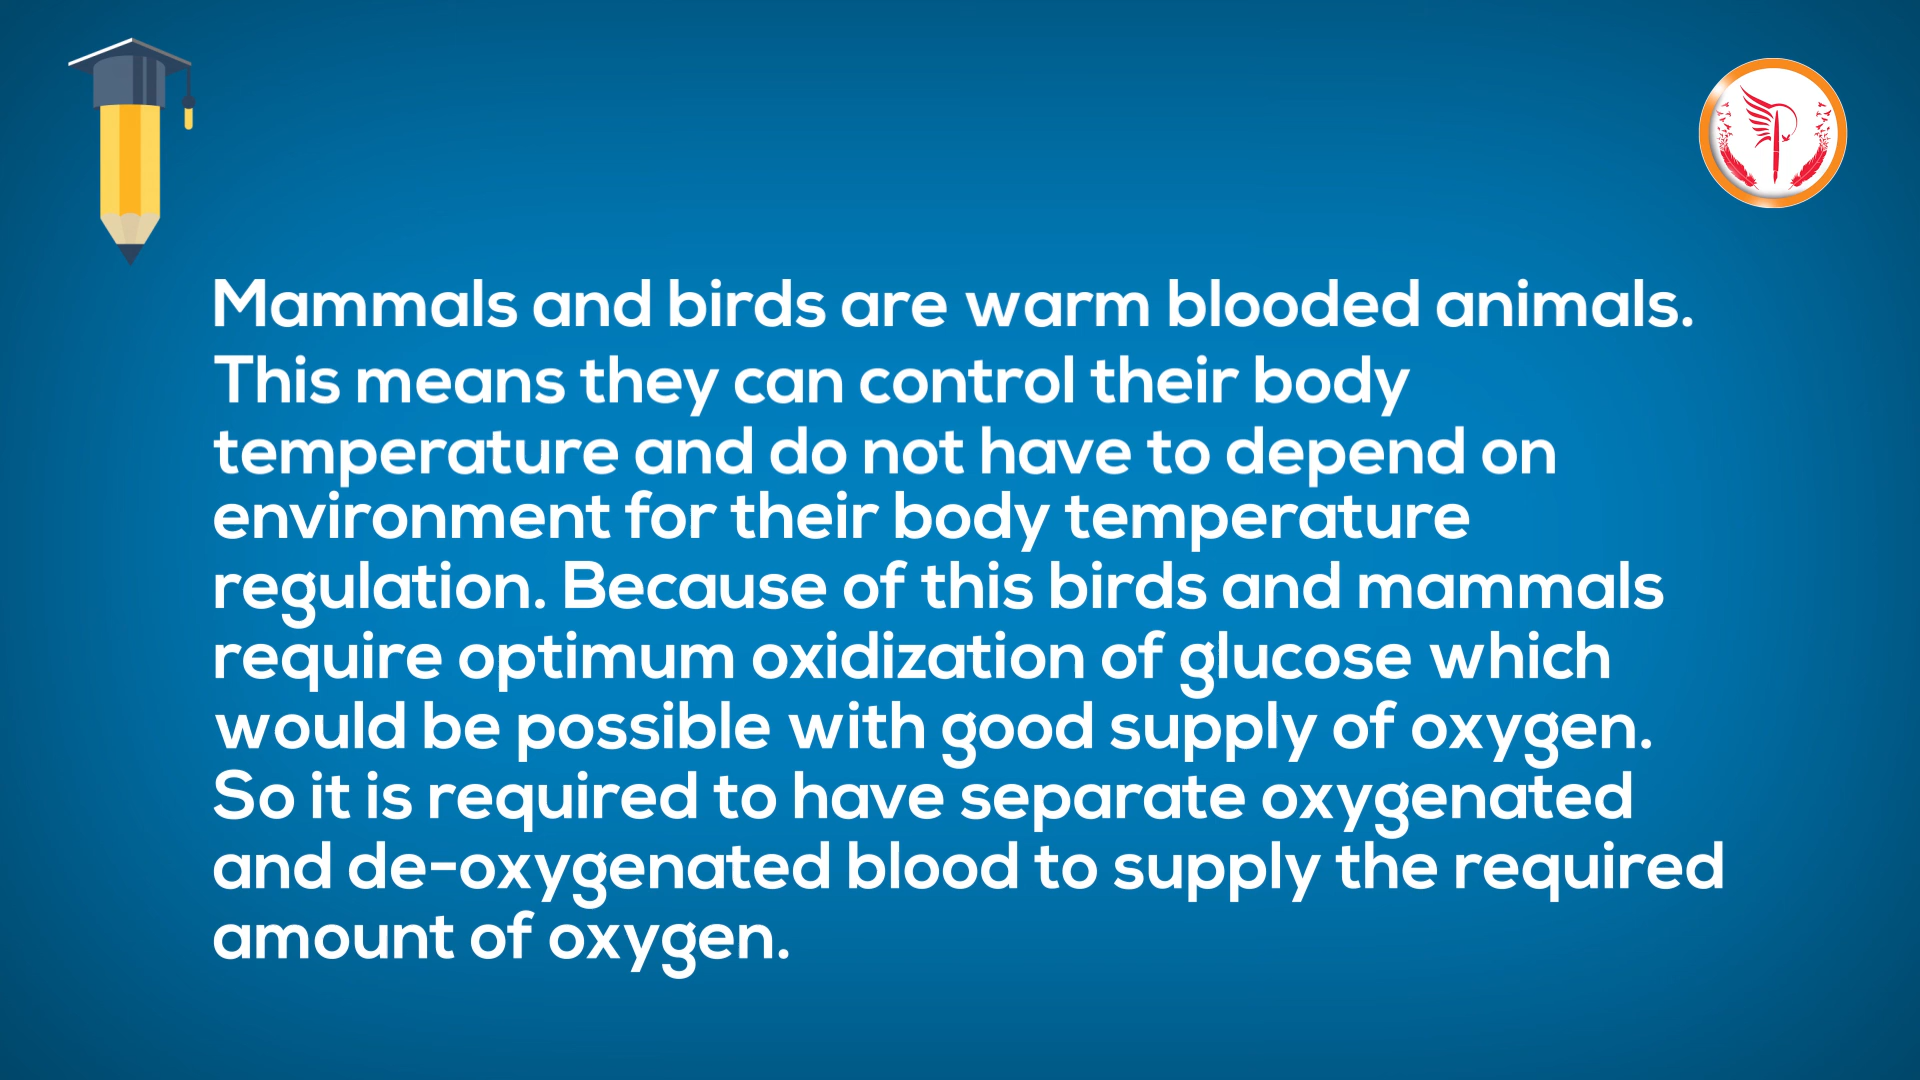 Mammals and birds are warm blooded animals.
This means they can control their body
temperature and do not have to depend on
environment for their body temperature
regulation. Because of this birds and mammals
require optimum oxidization of glucose which
would be possible with good supply of oxygen.
So it is required to have separate oxygenated
and de-oxygenated blood to supply the required
amount of oxygen.